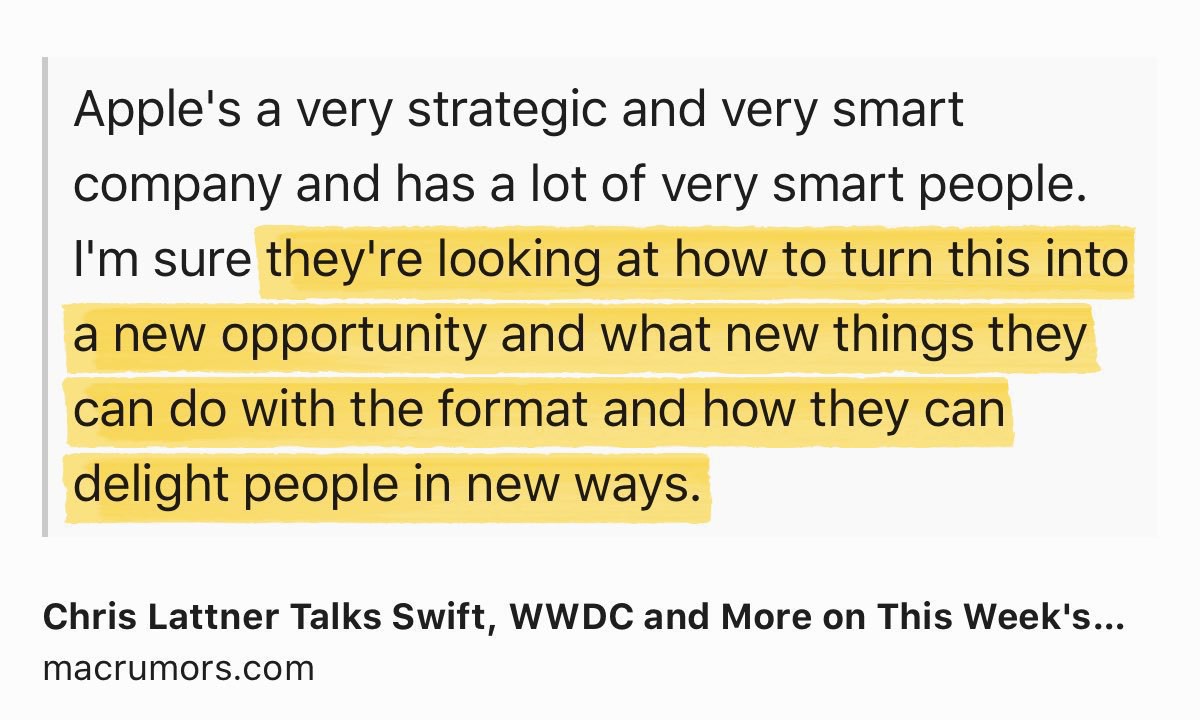 Apple's a very strategic and very smart
company and has a lot of very smart people.
I'm sure they're looking at how to turn this into
a new opportunity and what new things they
can do with the format and how they can
delight people in new ways.
Chris Lattner Talks Swift, WWDC and More on This Week's...
macrumors.com